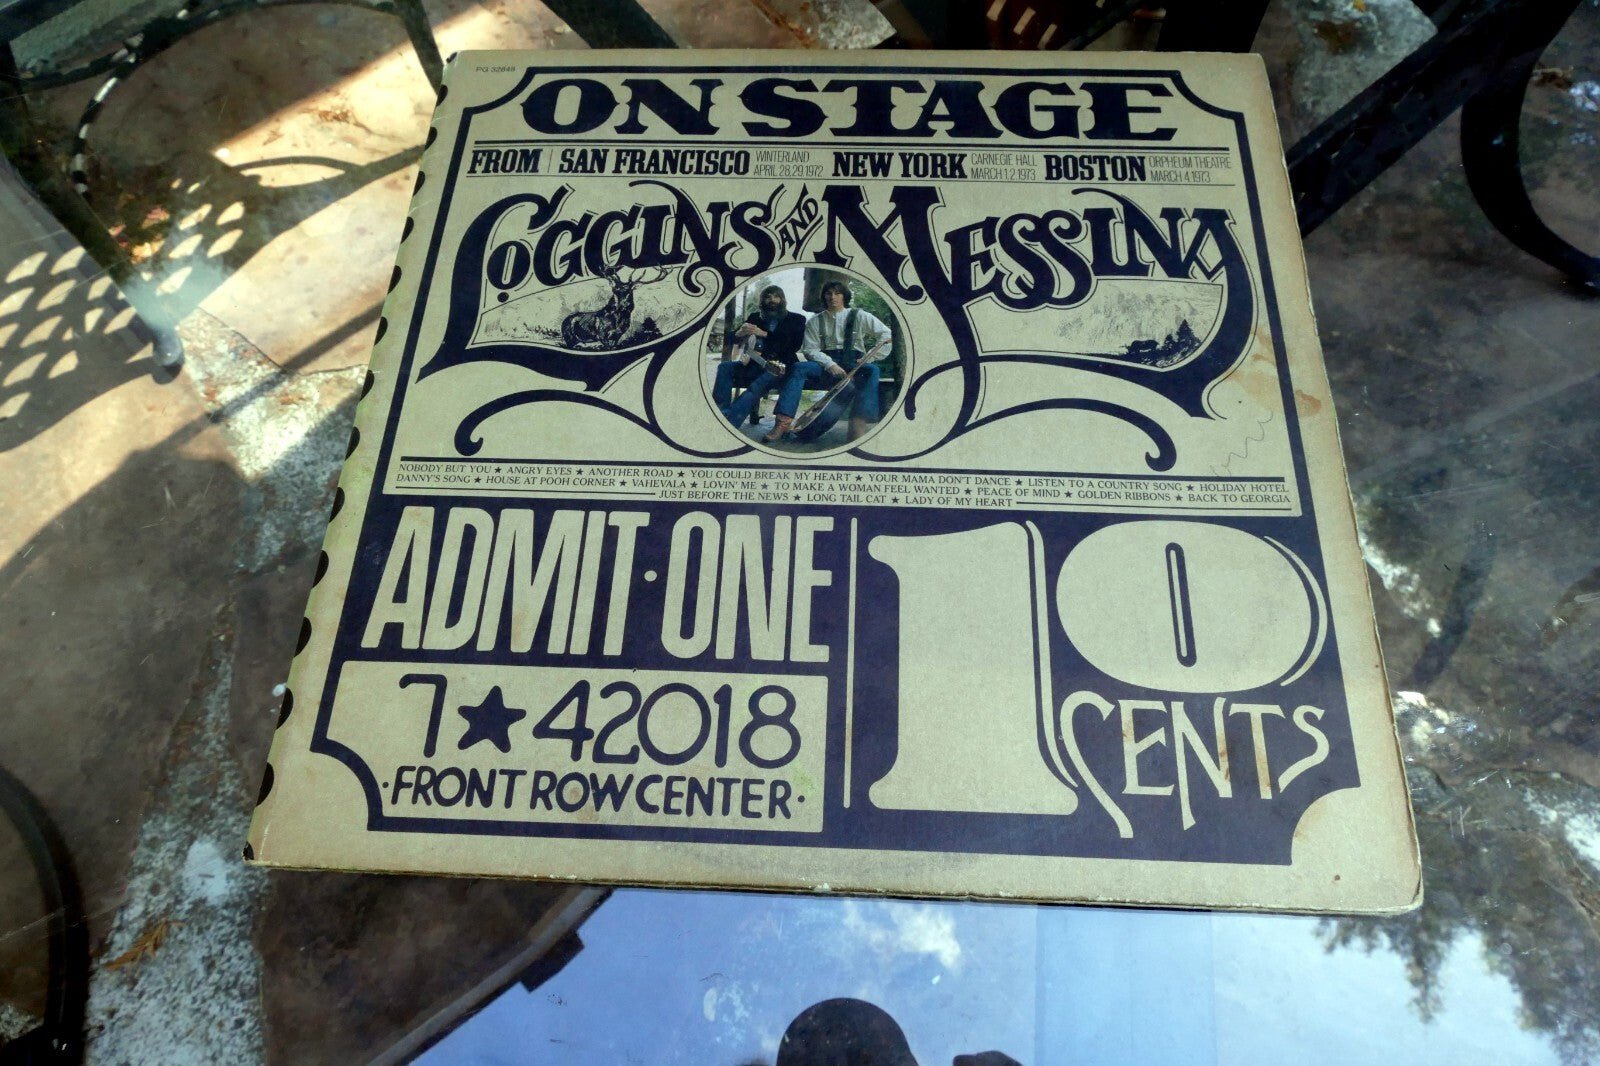 PG 32848
ON STAGE
FROM SAN FRANCISCO WINTERLAND APRIL 28,29 1972 NEW YORK CARNEGIE HALL MARCH 1,2 1973 BOSTON ORPHEUM THEATRE MARCH 4,1973
LOGGINS AND MESSINA
NOBODY BUT YOU ★ ANGRY EYES ★ ANOTHER ROAD ★ YOU COULD BREAK MY HEART ★ YOUR MAMA DON'T DANCE ★ LISTEN TO A COUNTRY SONG ★ HOLIDAY HOTEL
DANNY'S SONG ★ HOUSE AT POOH CORNER ★ VAHEVALA ★ LOVIN' ME ★ TO MAKE A WOMAN FEEL WANTED ★ PEACE OF MIND ★ GOLDEN RIBBONS ★ BACK TO GEORGIA
JUST BEFORE THE NEWS ★ LONG TAIL CAT ★ LADY OF MY HEART
ADMIT·ONE
10
CENTS
7★42018
·FRONT ROW CENTER·